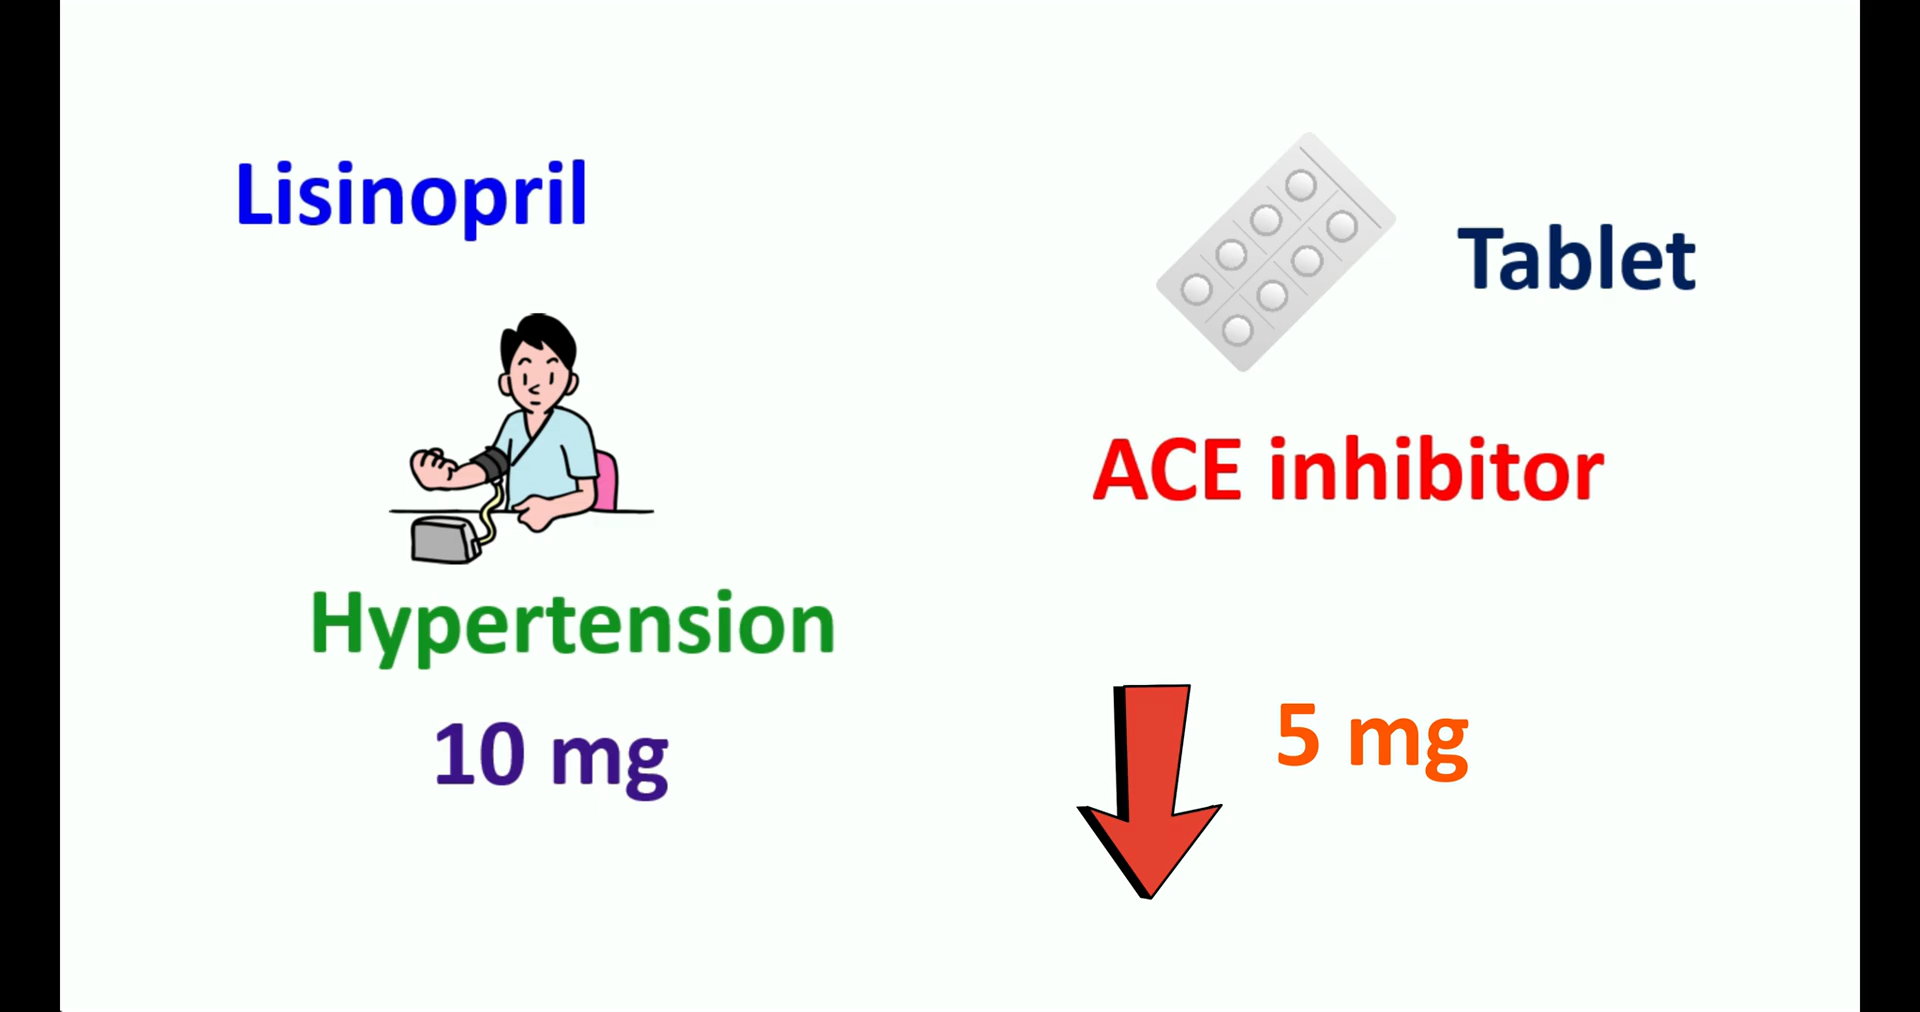 Lisinopril
Tablet
ACE inhibitor
Hypertension
10 mg
5 mg